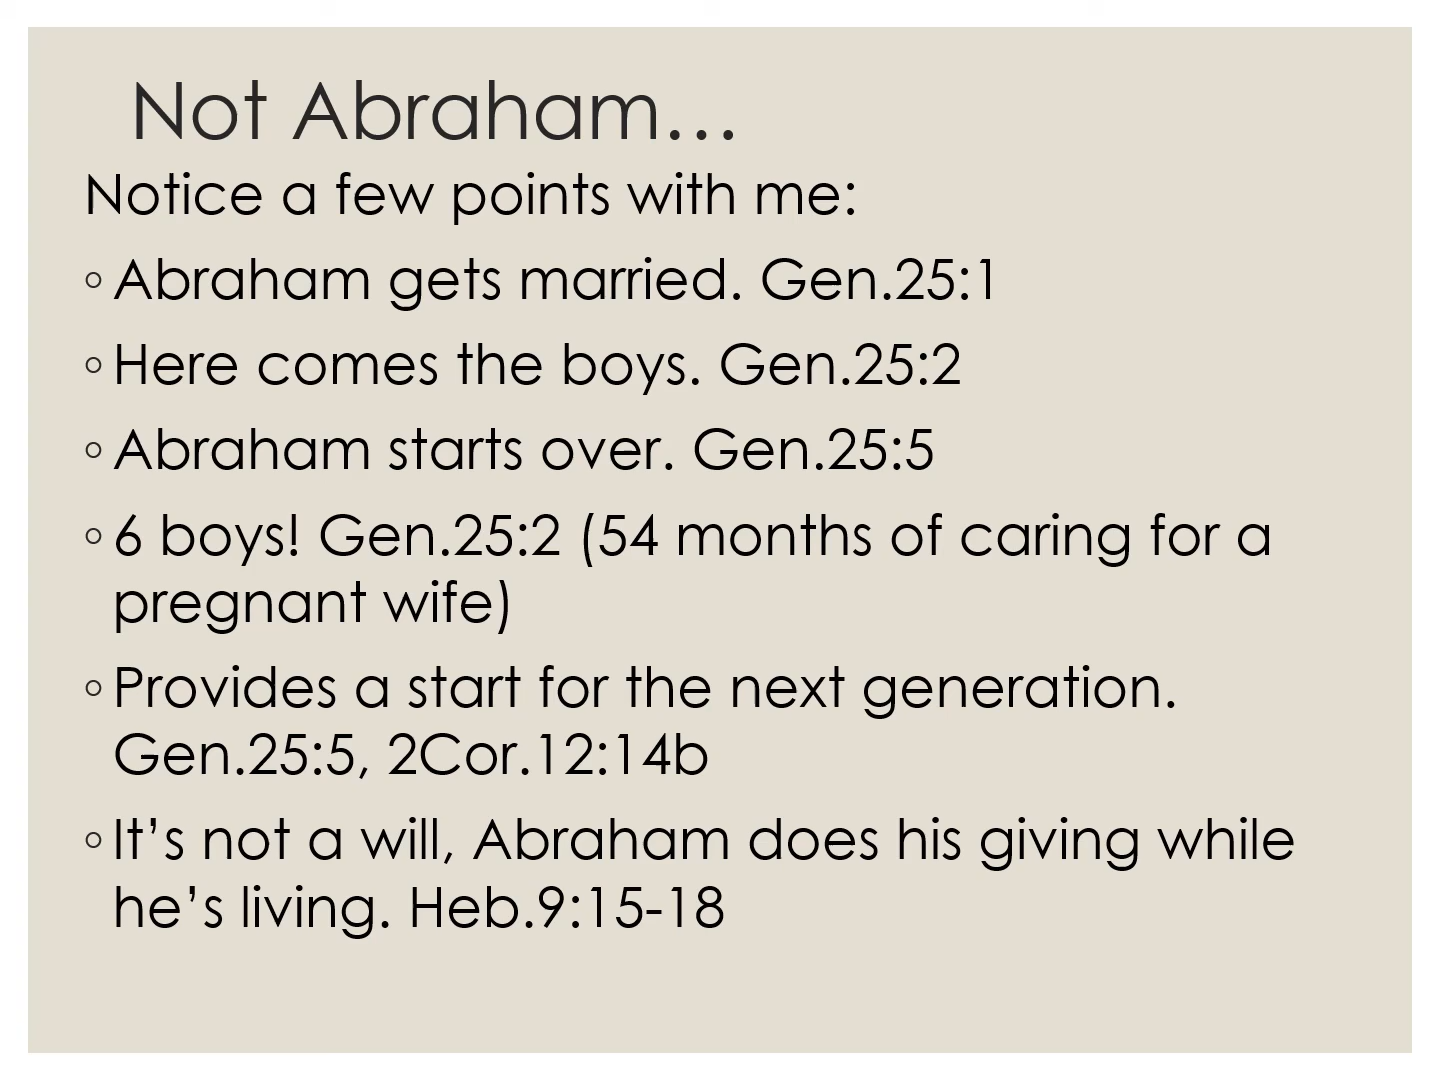 Not Abraham…
Notice a few points with me:
◦Abraham gets married. Gen.25:1
◦Here comes the boys. Gen.25:2
◦Abraham starts over. Gen.25:5
◦6 boys! Gen.25:2 (54 months of caring for a
pregnant wife)
◦Provides a start for the next generation.
Gen.25:5, 2Cor.12:14b
◦It’s not a will, Abraham does his giving while
he’s living. Heb.9:15-18